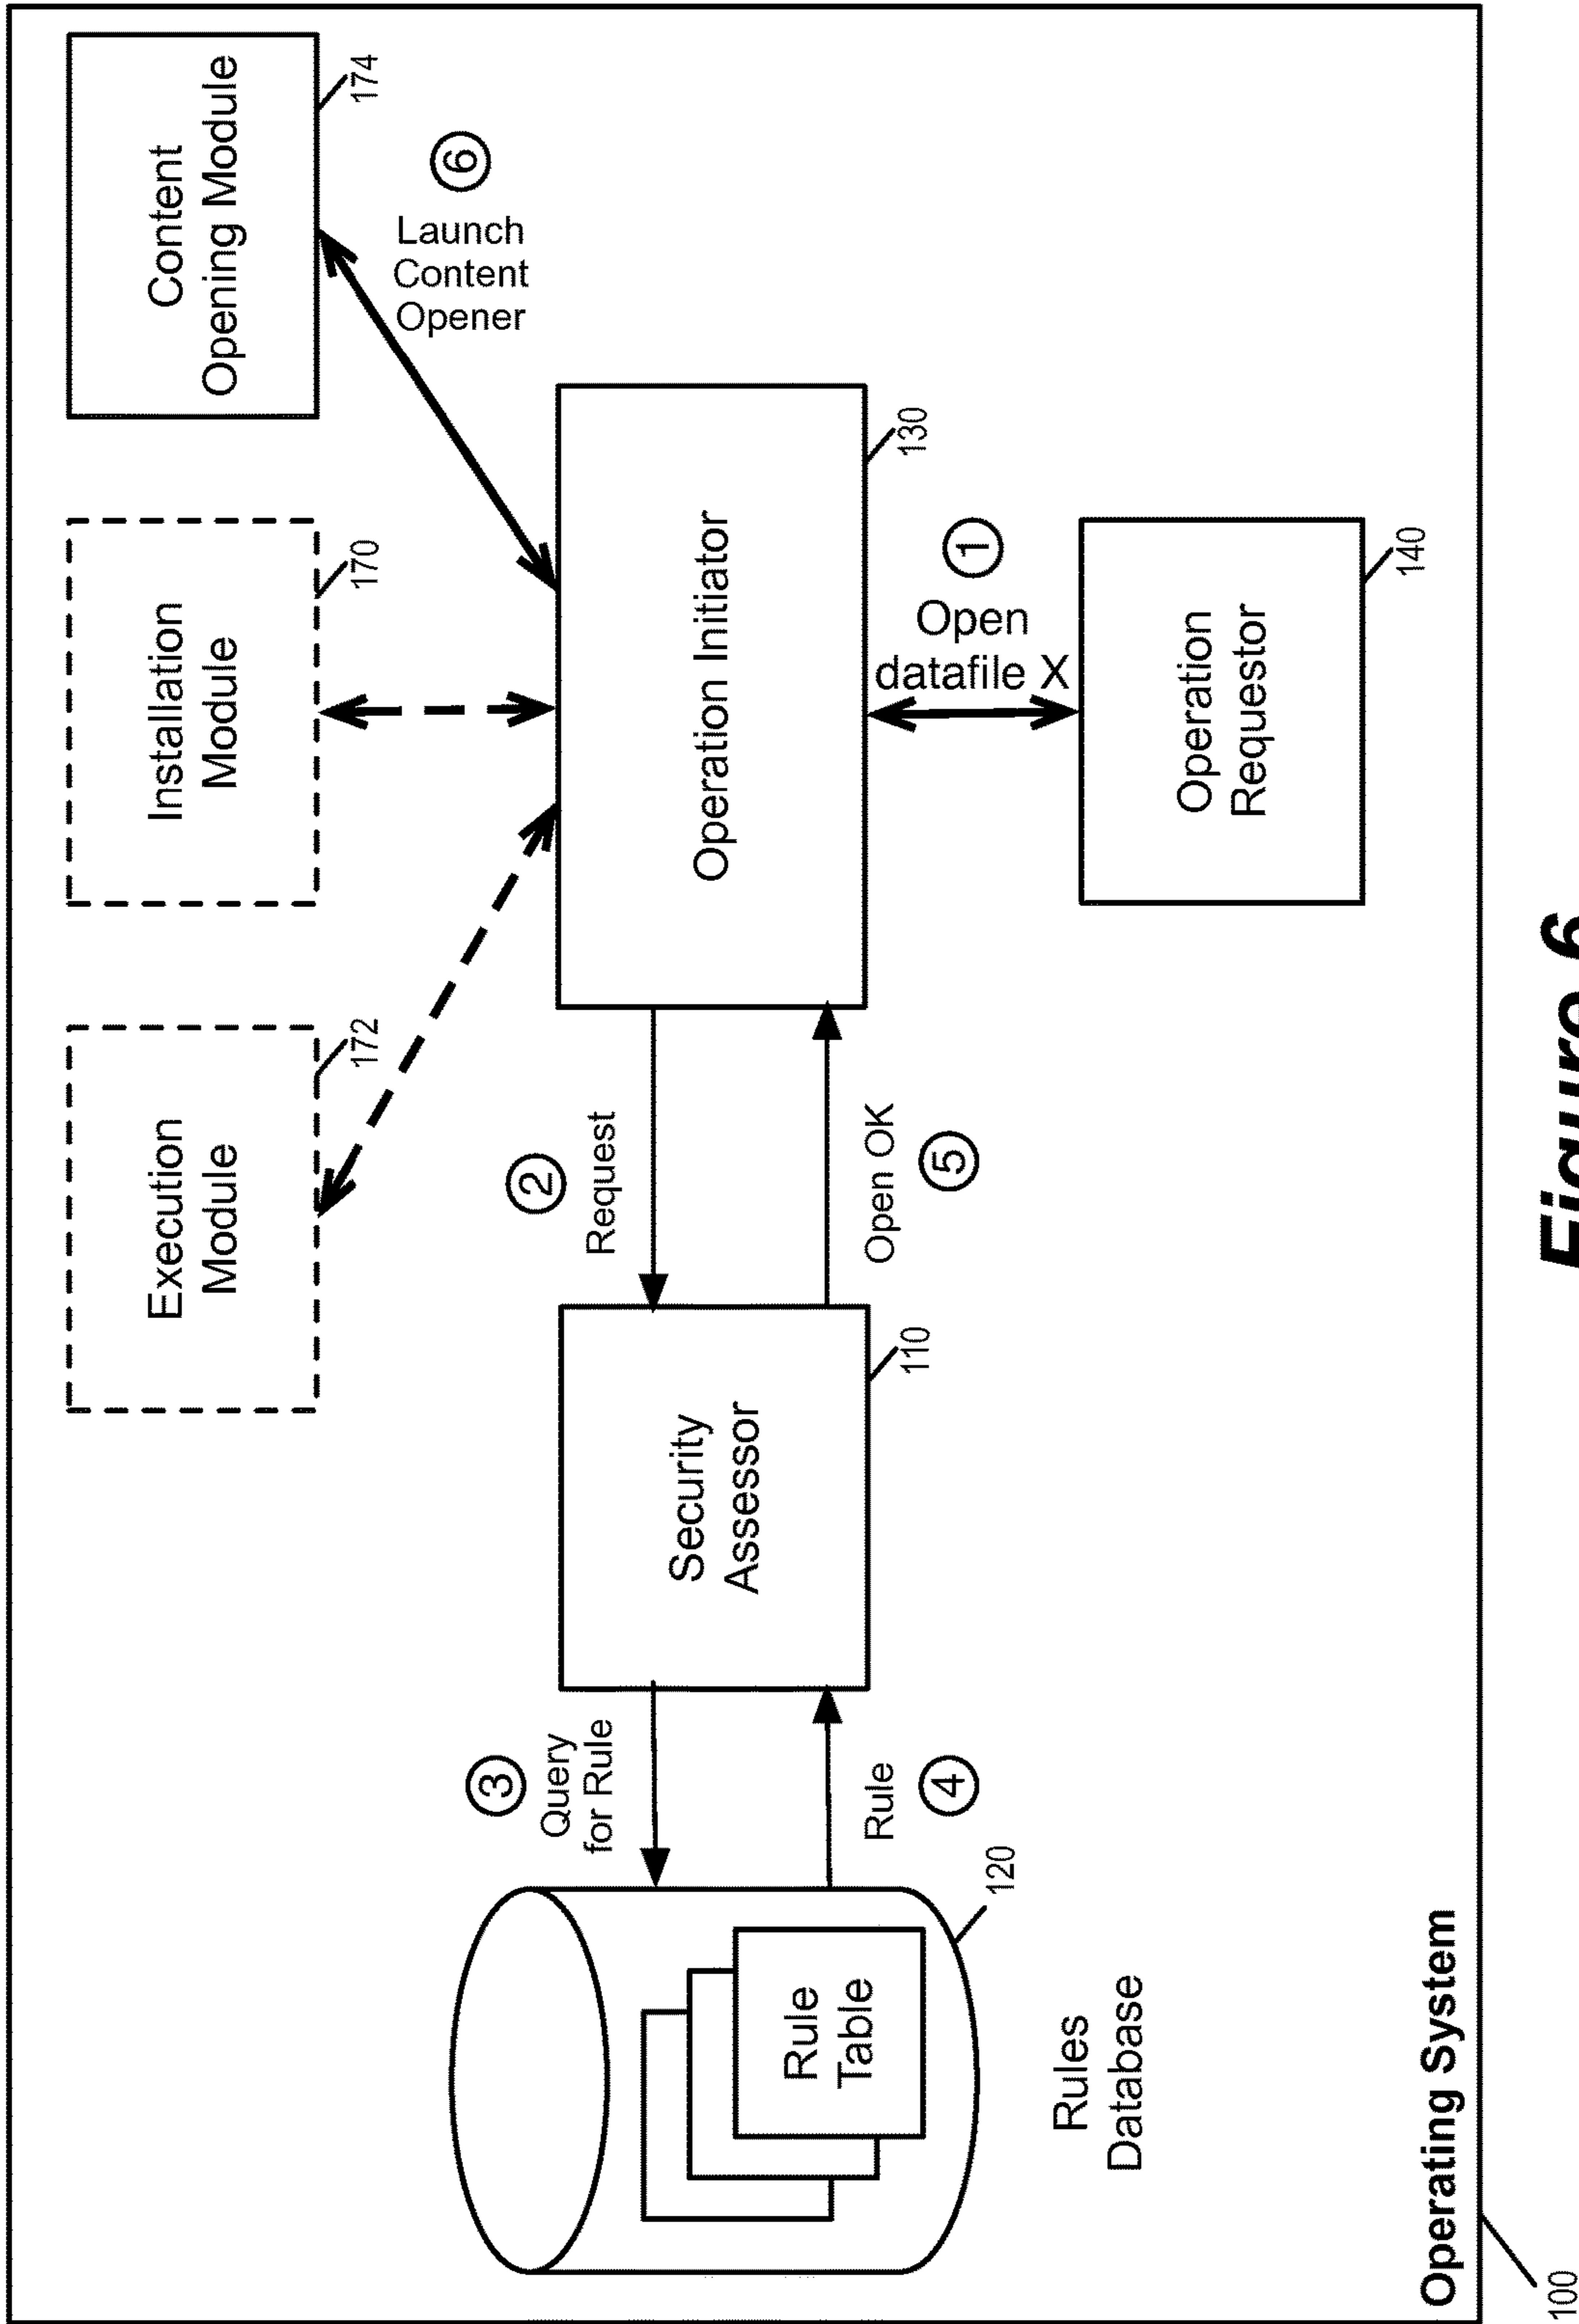 Execution
Module
172
Installation
Module
170
Content
Opening Module
174
6
Launch
Content
Opener
3
Query
for Rule
2
Request
Rule
Table
Security
Assessor
Operation Initiator
Rule
4
120
110
Open OK
5
130
1
Open
datafile X
Rules
Database
Operation
Requestor
140
Operating System
100
Figure 6